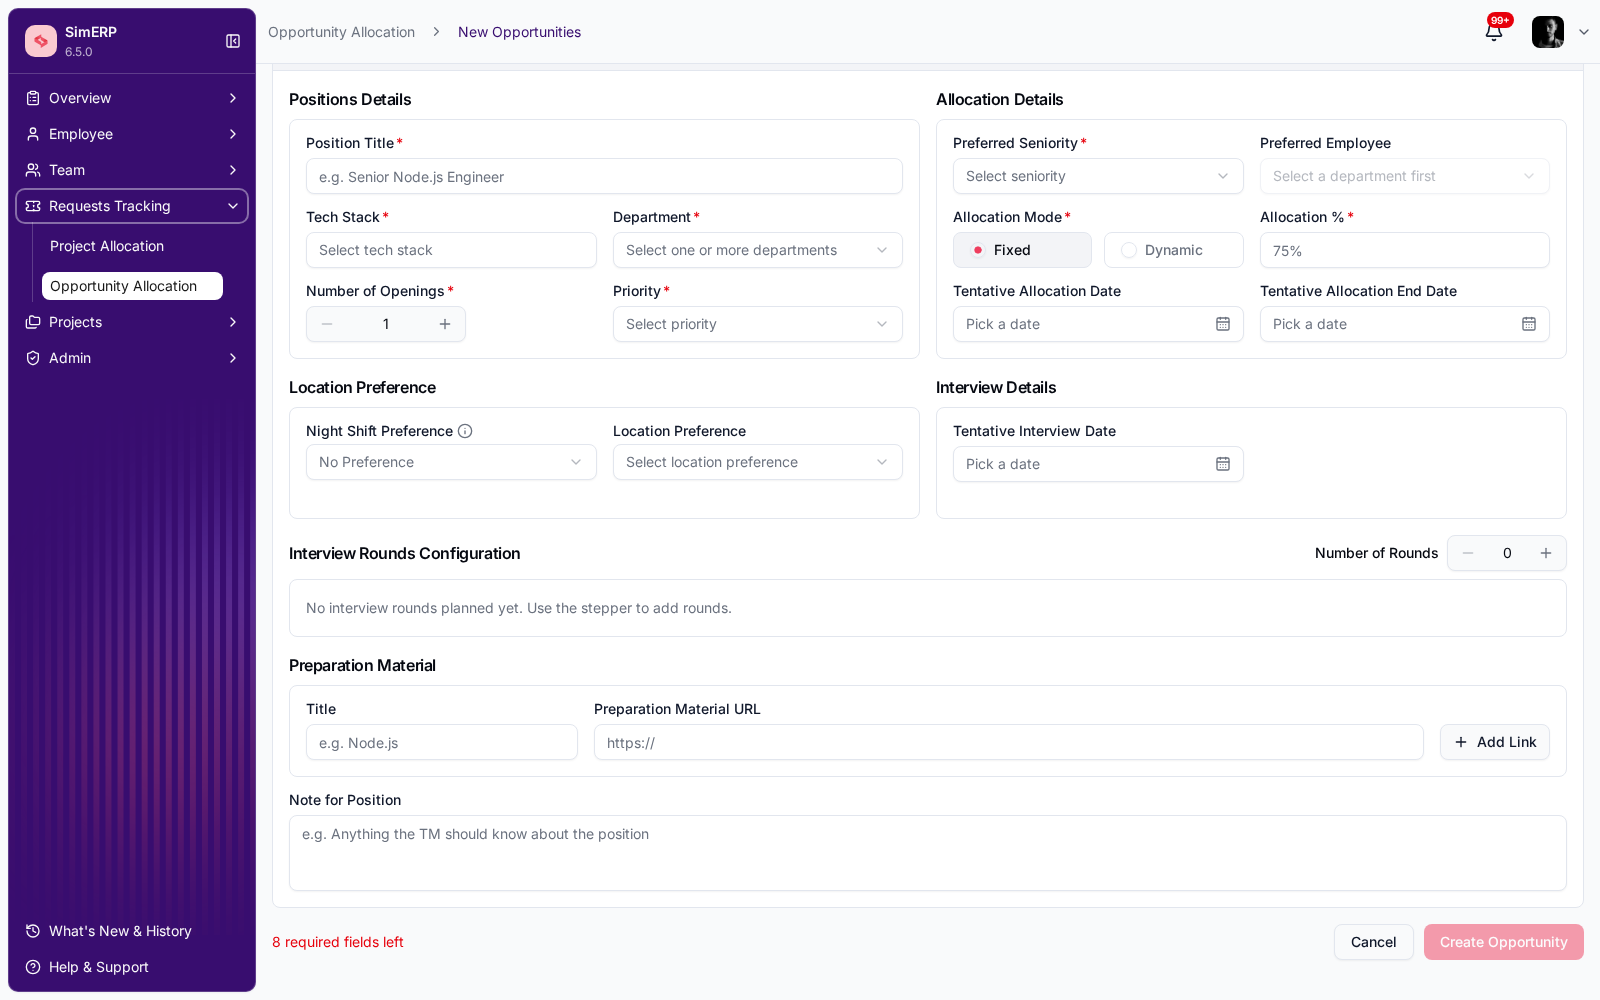 SimERP
6.5.0
Overview
Employee
Team
Requests Tracking
Project Allocation
Opportunity Allocation
Projects
Admin
What's New & History
Help & Support
Opportunity Allocation > New Opportunities
99+
Positions Details
Position Title*
e.g. Senior Node.js Engineer
Tech Stack*
Select tech stack
Department*
Select one or more departments
Number of Openings*
1
Priority*
Select priority
Allocation Details
Preferred Seniority*
Select seniority
Preferred Employee
Select a department first
Allocation Mode*
Fixed
Dynamic
Allocation %*
75%
Tentative Allocation Date
Pick a date
Tentative Allocation End Date
Pick a date
Location Preference
Night Shift Preference
No Preference
Location Preference
Select location preference
Interview Details
Tentative Interview Date
Pick a date
Interview Rounds Configuration
Number of Rounds
0
No interview rounds planned yet. Use the stepper to add rounds.
Preparation Material
Title
e.g. Node.js
Preparation Material URL
https://
Add Link
Note for Position
e.g. Anything the TM should know about the position
8 required fields left
Cancel
Create Opportunity